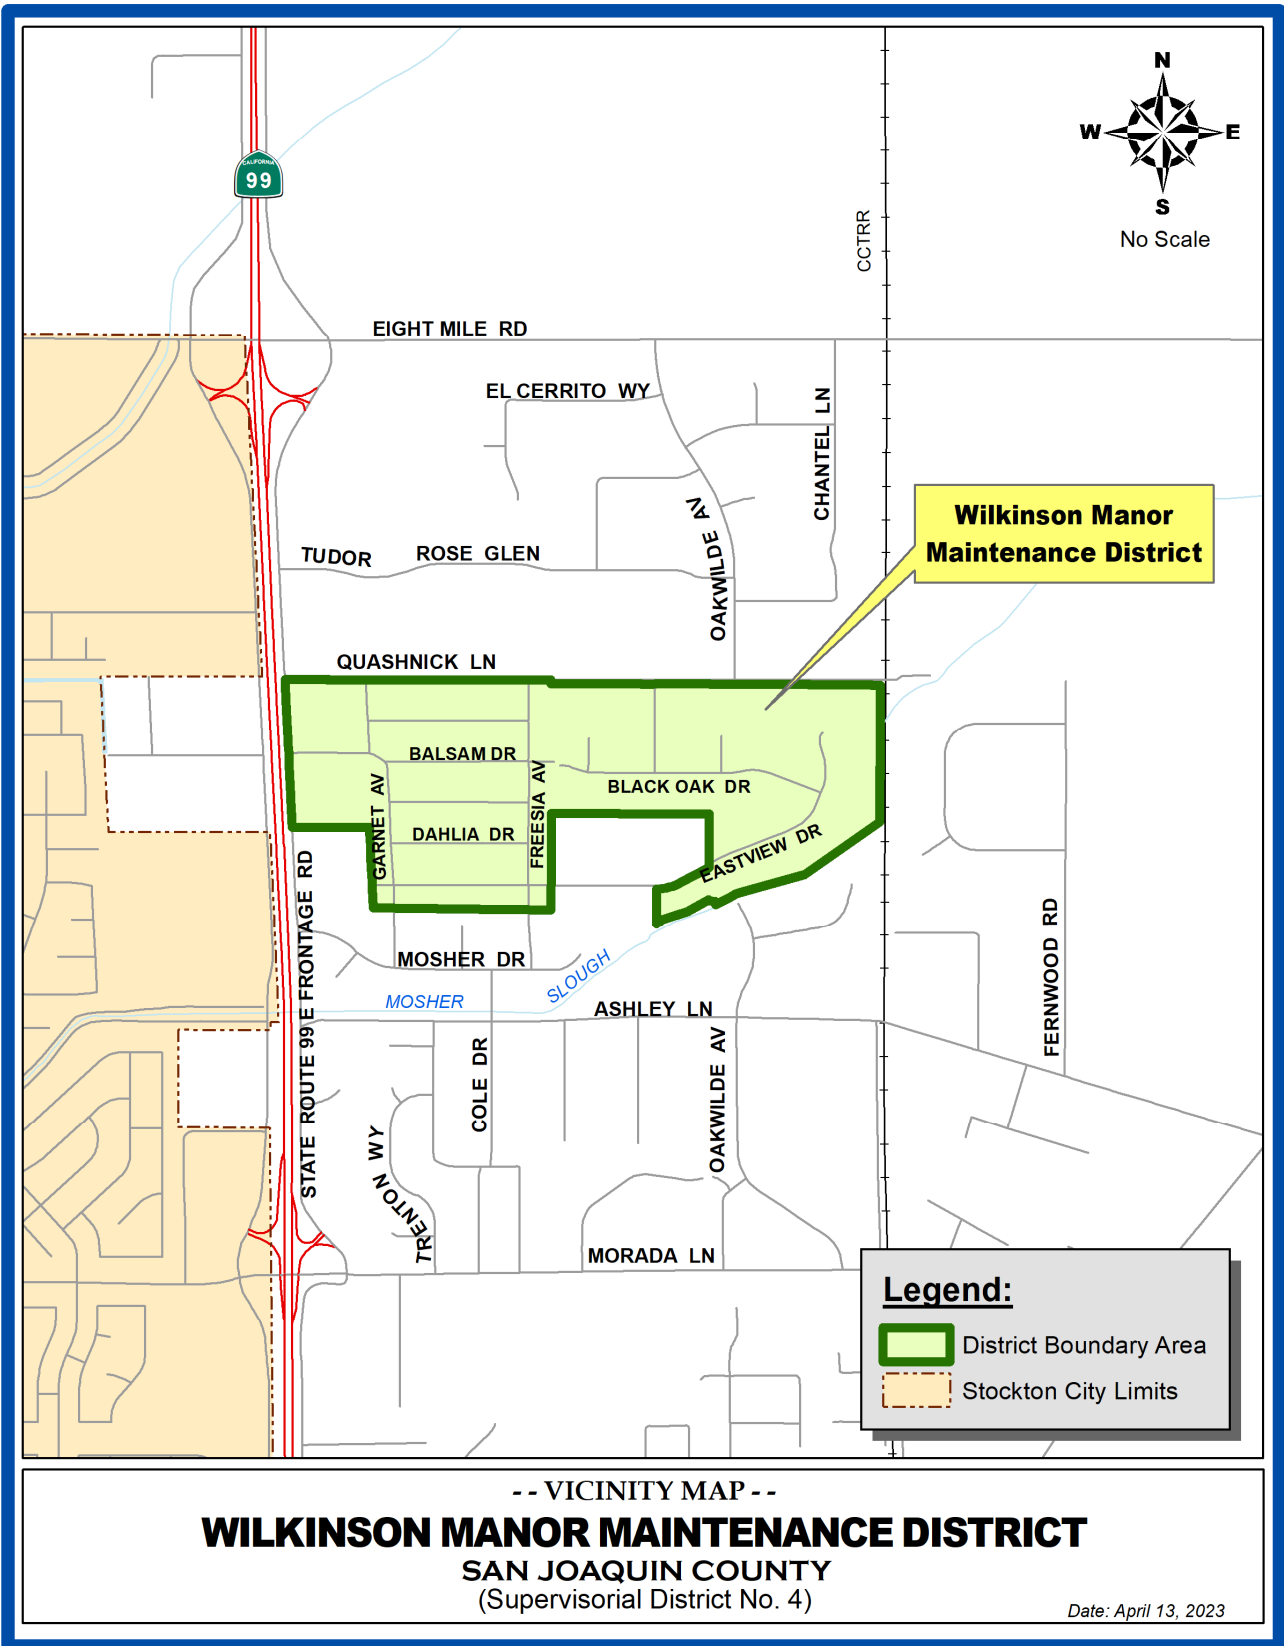 N
W E
S
No Scale
CALIFORNIA
99
CCTRR
EIGHT MILE RD
EL CERRITO WY
CHANTEL LN
OAKWILDE AV
Wilkinson Manor
Maintenance District
TUDOR ROSE GLEN
QUASHNICK LN
BALSAM DR
BLACK OAK DR
GARNET AV
FREESIA AV
DAHLIA DR
EASTVIEW DR
STATE ROUTE 99 E FRONTAGE RD
MOSHER DR
MOSHER SLOUGH
ASHLEY LN
FERNWOOD RD
COLE DR
OAKWILDE AV
TRENTON WY
MORADA LN
Legend:
District Boundary Area
Stockton City Limits
- - VICINITY MAP - -
WILKINSON MANOR MAINTENANCE DISTRICT
SAN JOAQUIN COUNTY
(Supervisorial District No. 4)
Date: April 13, 2023